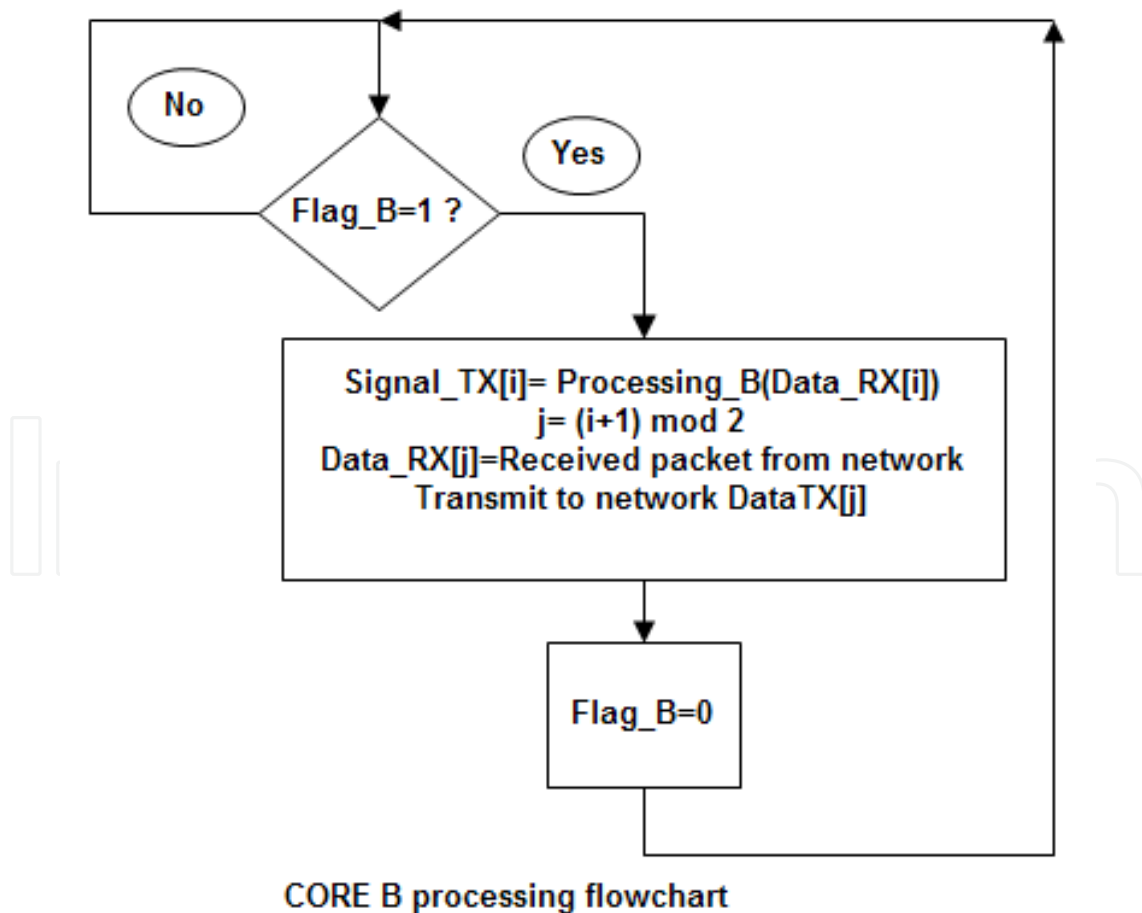 No
Yes
Flag_B=1 ?
Signal_TX[i]= Processing_B(Data_RX[i])
j= (i+1) mod 2
Data_RX[j]=Received packet from network
Transmit to network DataTX[j]
Flag_B=0
CORE B processing flowchart